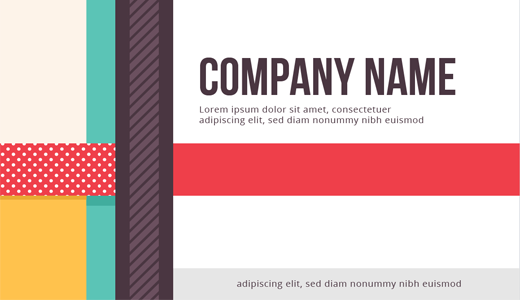 COMPANY NAME
Lorem ipsum dolor sit amet, consectetuer
adipiscing elit, sed diam nonummy nibh euismod
adipiscing elit, sed diam nonummy nibh euismod